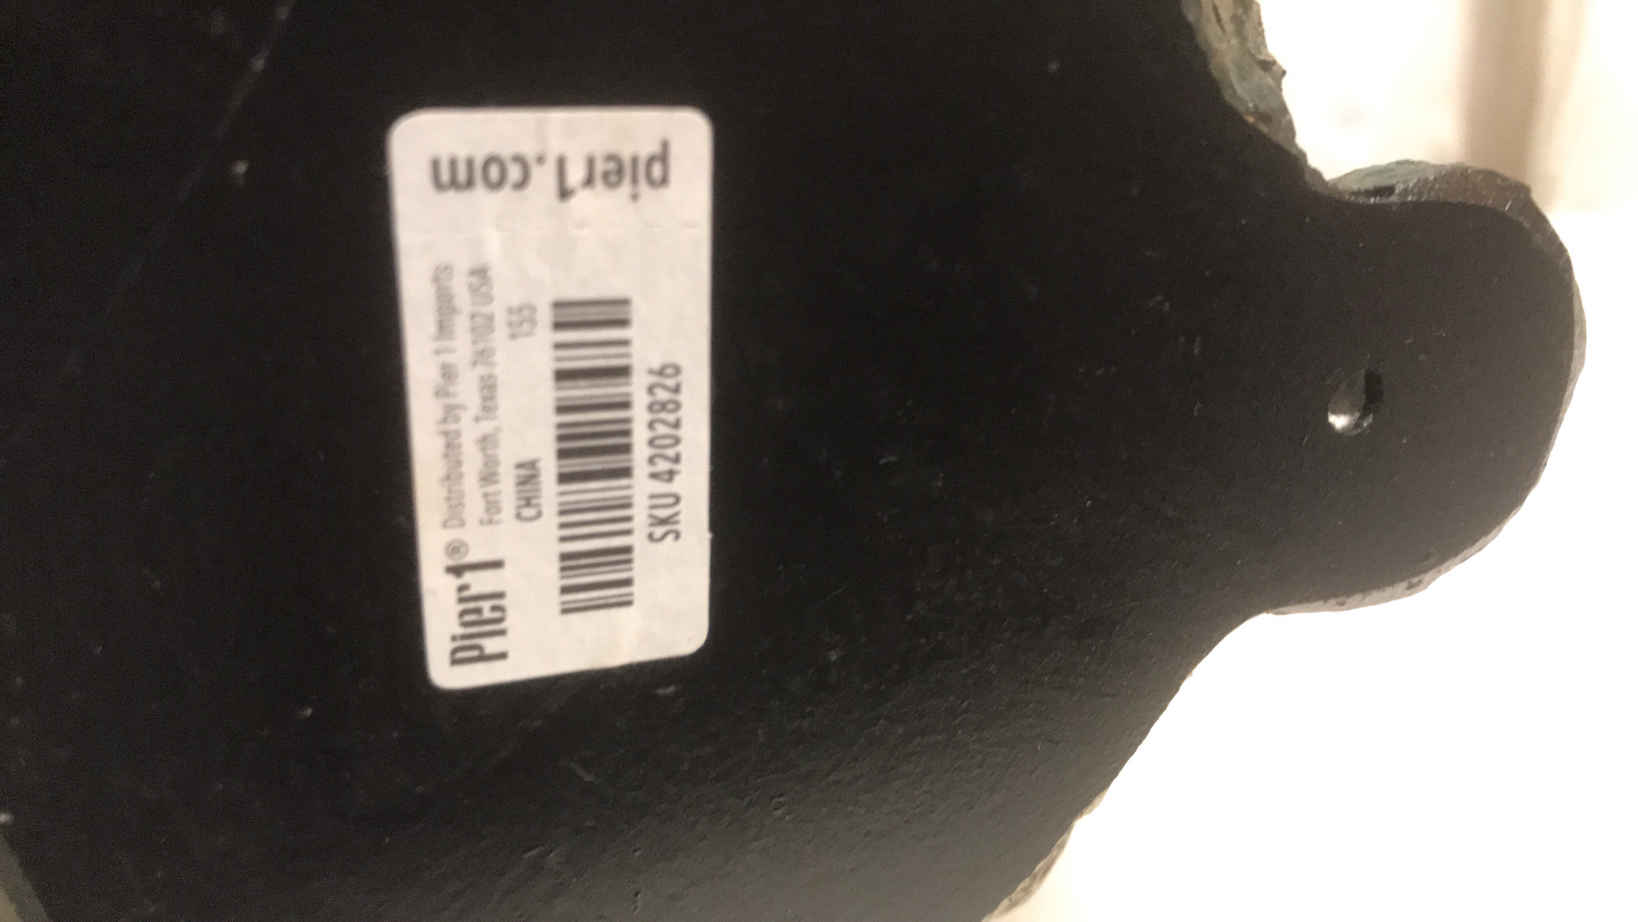 Pier1® Distributed by Pier 1 Imports
Fort Worth, Texas 76102 USA
CHINA 155
SKU 4202826
pier1.com